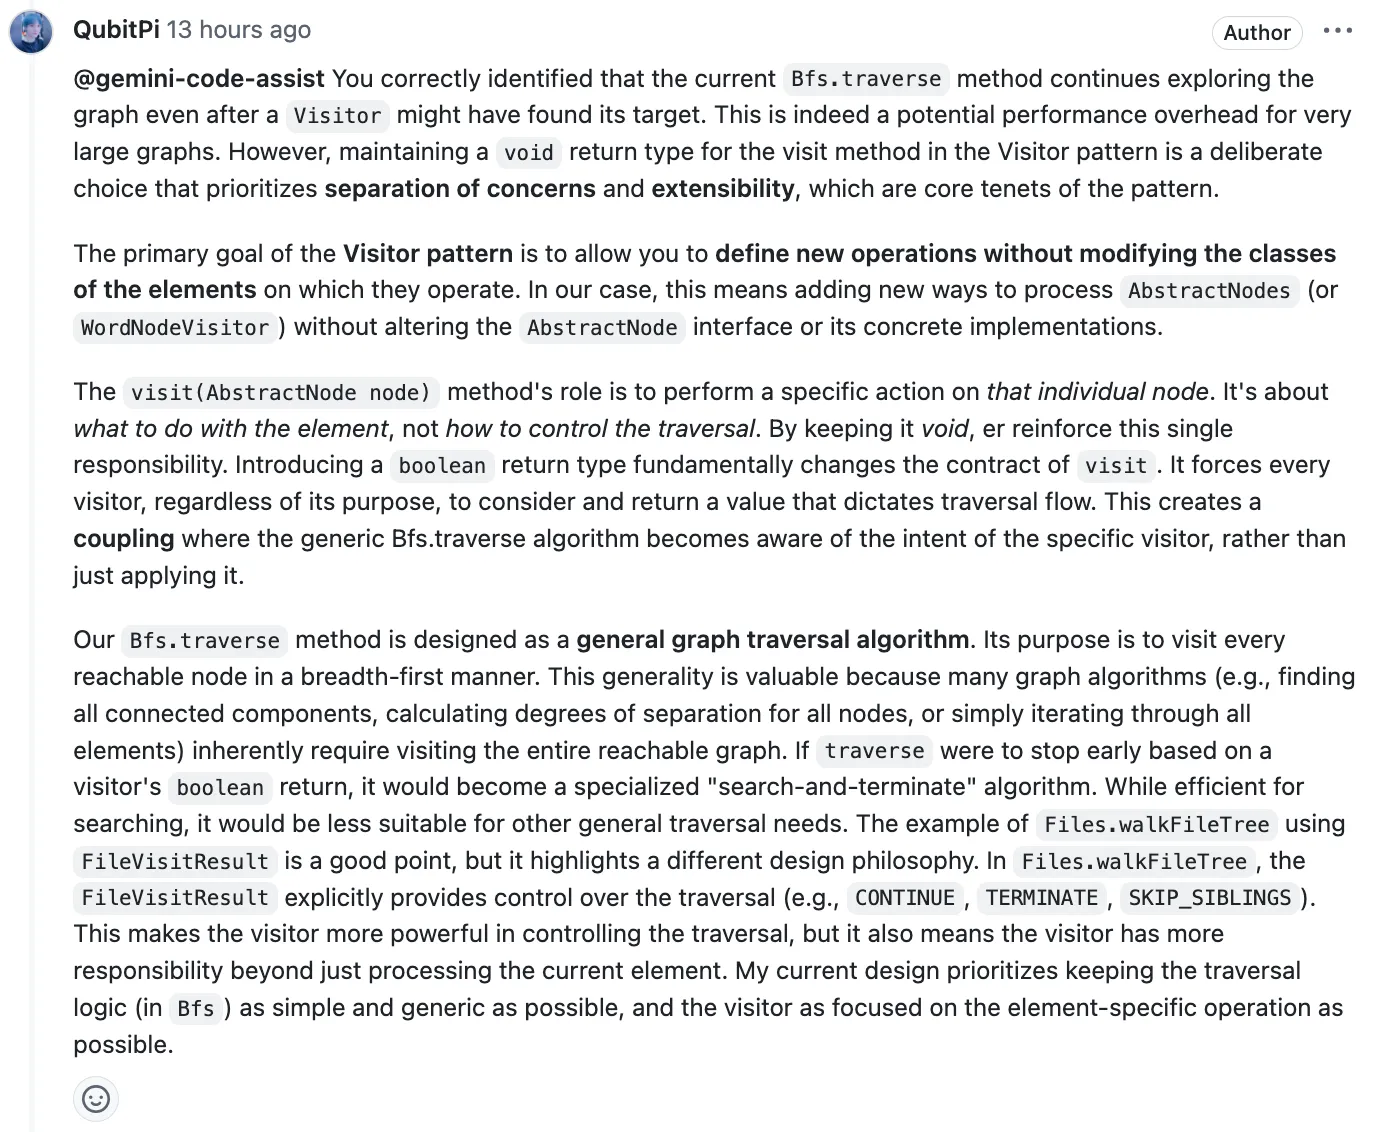 QubitPi 13 hours ago
Author
@gemini-code-assist You correctly identified that the current Bfs.traverse method continues exploring the
graph even after a Visitor might have found its target. This is indeed a potential performance overhead for very
large graphs. However, maintaining a void return type for the visit method in the Visitor pattern is a deliberate
choice that prioritizes separation of concerns and extensibility, which are core tenets of the pattern.
The primary goal of the Visitor pattern is to allow you to define new operations without modifying the classes
of the elements on which they operate. In our case, this means adding new ways to process AbstractNodes (or
WordNodeVisitor) without altering the AbstractNode interface or its concrete implementations.
The visit(AbstractNode node) method's role is to perform a specific action on that individual node. It's about
what to do with the element, not how to control the traversal. By keeping it void, er reinforce this single
responsibility. Introducing a boolean return type fundamentally changes the contract of visit. It forces every
visitor, regardless of its purpose, to consider and return a value that dictates traversal flow. This creates a
coupling where the generic Bfs.traverse algorithm becomes aware of the intent of the specific visitor, rather than
just applying it.
Our Bfs.traverse method is designed as a general graph traversal algorithm. Its purpose is to visit every
reachable node in a breadth-first manner. This generality is valuable because many graph algorithms (e.g., finding
all connected components, calculating degrees of separation for all nodes, or simply iterating through all
elements) inherently require visiting the entire reachable graph. If traverse were to stop early based on a
visitor's boolean return, it would become a specialized "search-and-terminate" algorithm. While efficient for
searching, it would be less suitable for other general traversal needs. The example of Files.walkFileTree using
FileVisitResult is a good point, but it highlights a different design philosophy. In Files.walkFileTree, the
FileVisitResult explicitly provides control over the traversal (e.g., CONTINUE, TERMINATE, SKIP_SIBLINGS).
This makes the visitor more powerful in controlling the traversal, but it also means the visitor has more
responsibility beyond just processing the current element. My current design prioritizes keeping the traversal
logic (in Bfs) as simple and generic as possible, and the visitor as focused on the element-specific operation as
possible.